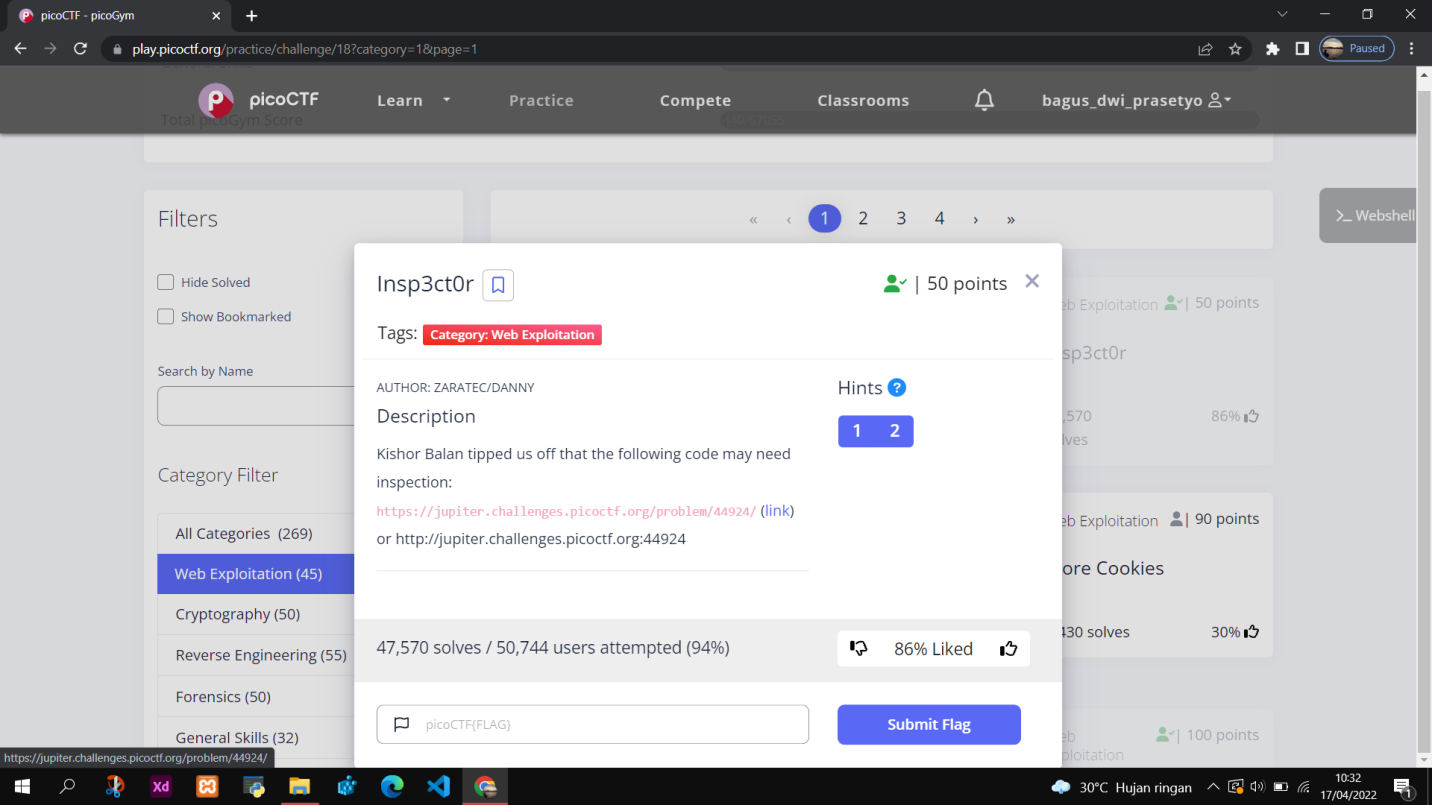 picoCTF - picoGym
play.picoctf.org/practice/challenge/18?category=1&page=1
Paused
picoCTF
Learn
Practice
Compete
Classrooms
bagus_dwi_prasetyo
Total picoGym Score
Filters
« ‹ 1 2 3 4 › »
>_ Webshell
Hide Solved
Show Bookmarked
Search by Name
Category Filter
All Categories (269)
Web Exploitation (45)
Cryptography (50)
Reverse Engineering (55)
Forensics (50)
General Skills (32)
Insp3ct0r
| 50 points
Tags: Category: Web Exploitation
AUTHOR: ZARATEC/DANNY
Description
Kishor Balan tipped us off that the following code may need
inspection:
https://jupiter.challenges.picoctf.org/problem/44924/ (link)
or http://jupiter.challenges.picoctf.org:44924
Hints ?
1 2
47,570 solves / 50,744 users attempted (94%)
86% Liked
picoCTF{FLAG}
Submit Flag
eb Exploitation | 50 points
sp3ct0r
,570
lves
86%
eb Exploitation | 90 points
ore Cookies
430 solves
30%
eb
ploitation
| 100 points
https://jupiter.challenges.picoctf.org/problem/44924/
Xd
30°C Hujan ringan
10:32
17/04/2022
1